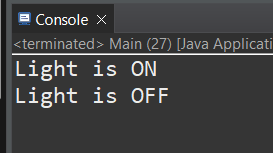 Console
<terminated> Main (27) [Java Applicati
Light is ON
Light is OFF